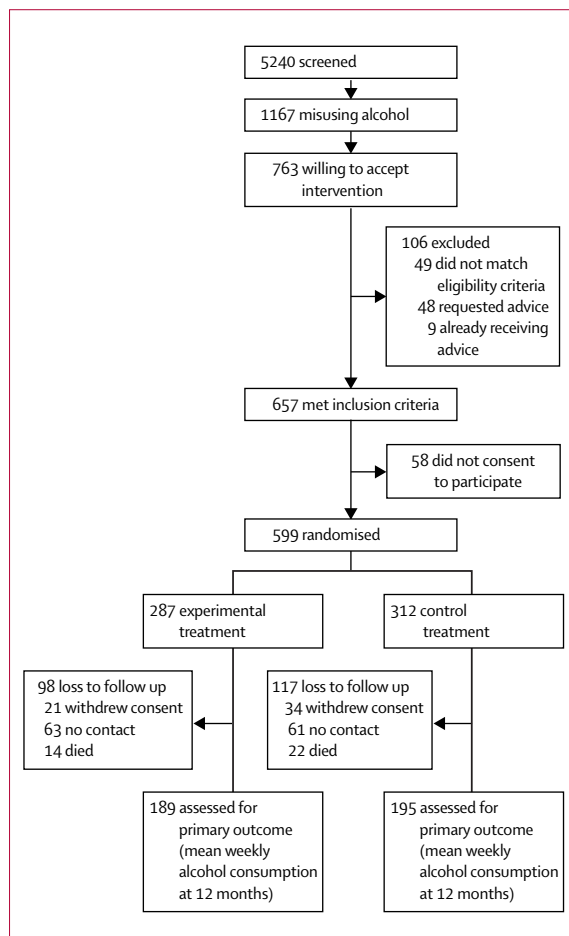 5240 screened
1167 misusing alcohol
763 willing to accept
intervention
106 excluded
49 did not match
eligibility criteria
48 requested advice
9 already receiving
advice
657 met inclusion criteria
58 did not consent
to participate
599 randomised
287 experimental
treatment
312 control
treatment
98 loss to follow up
21 withdrew consent
63 no contact
14 died
117 loss to follow up
34 withdrew consent
61 no contact
22 died
189 assessed for
primary outcome
(mean weekly
alcohol consumption
at 12 months)
195 assessed for
primary outcome
(mean weekly
alcohol consumption
at 12 months)